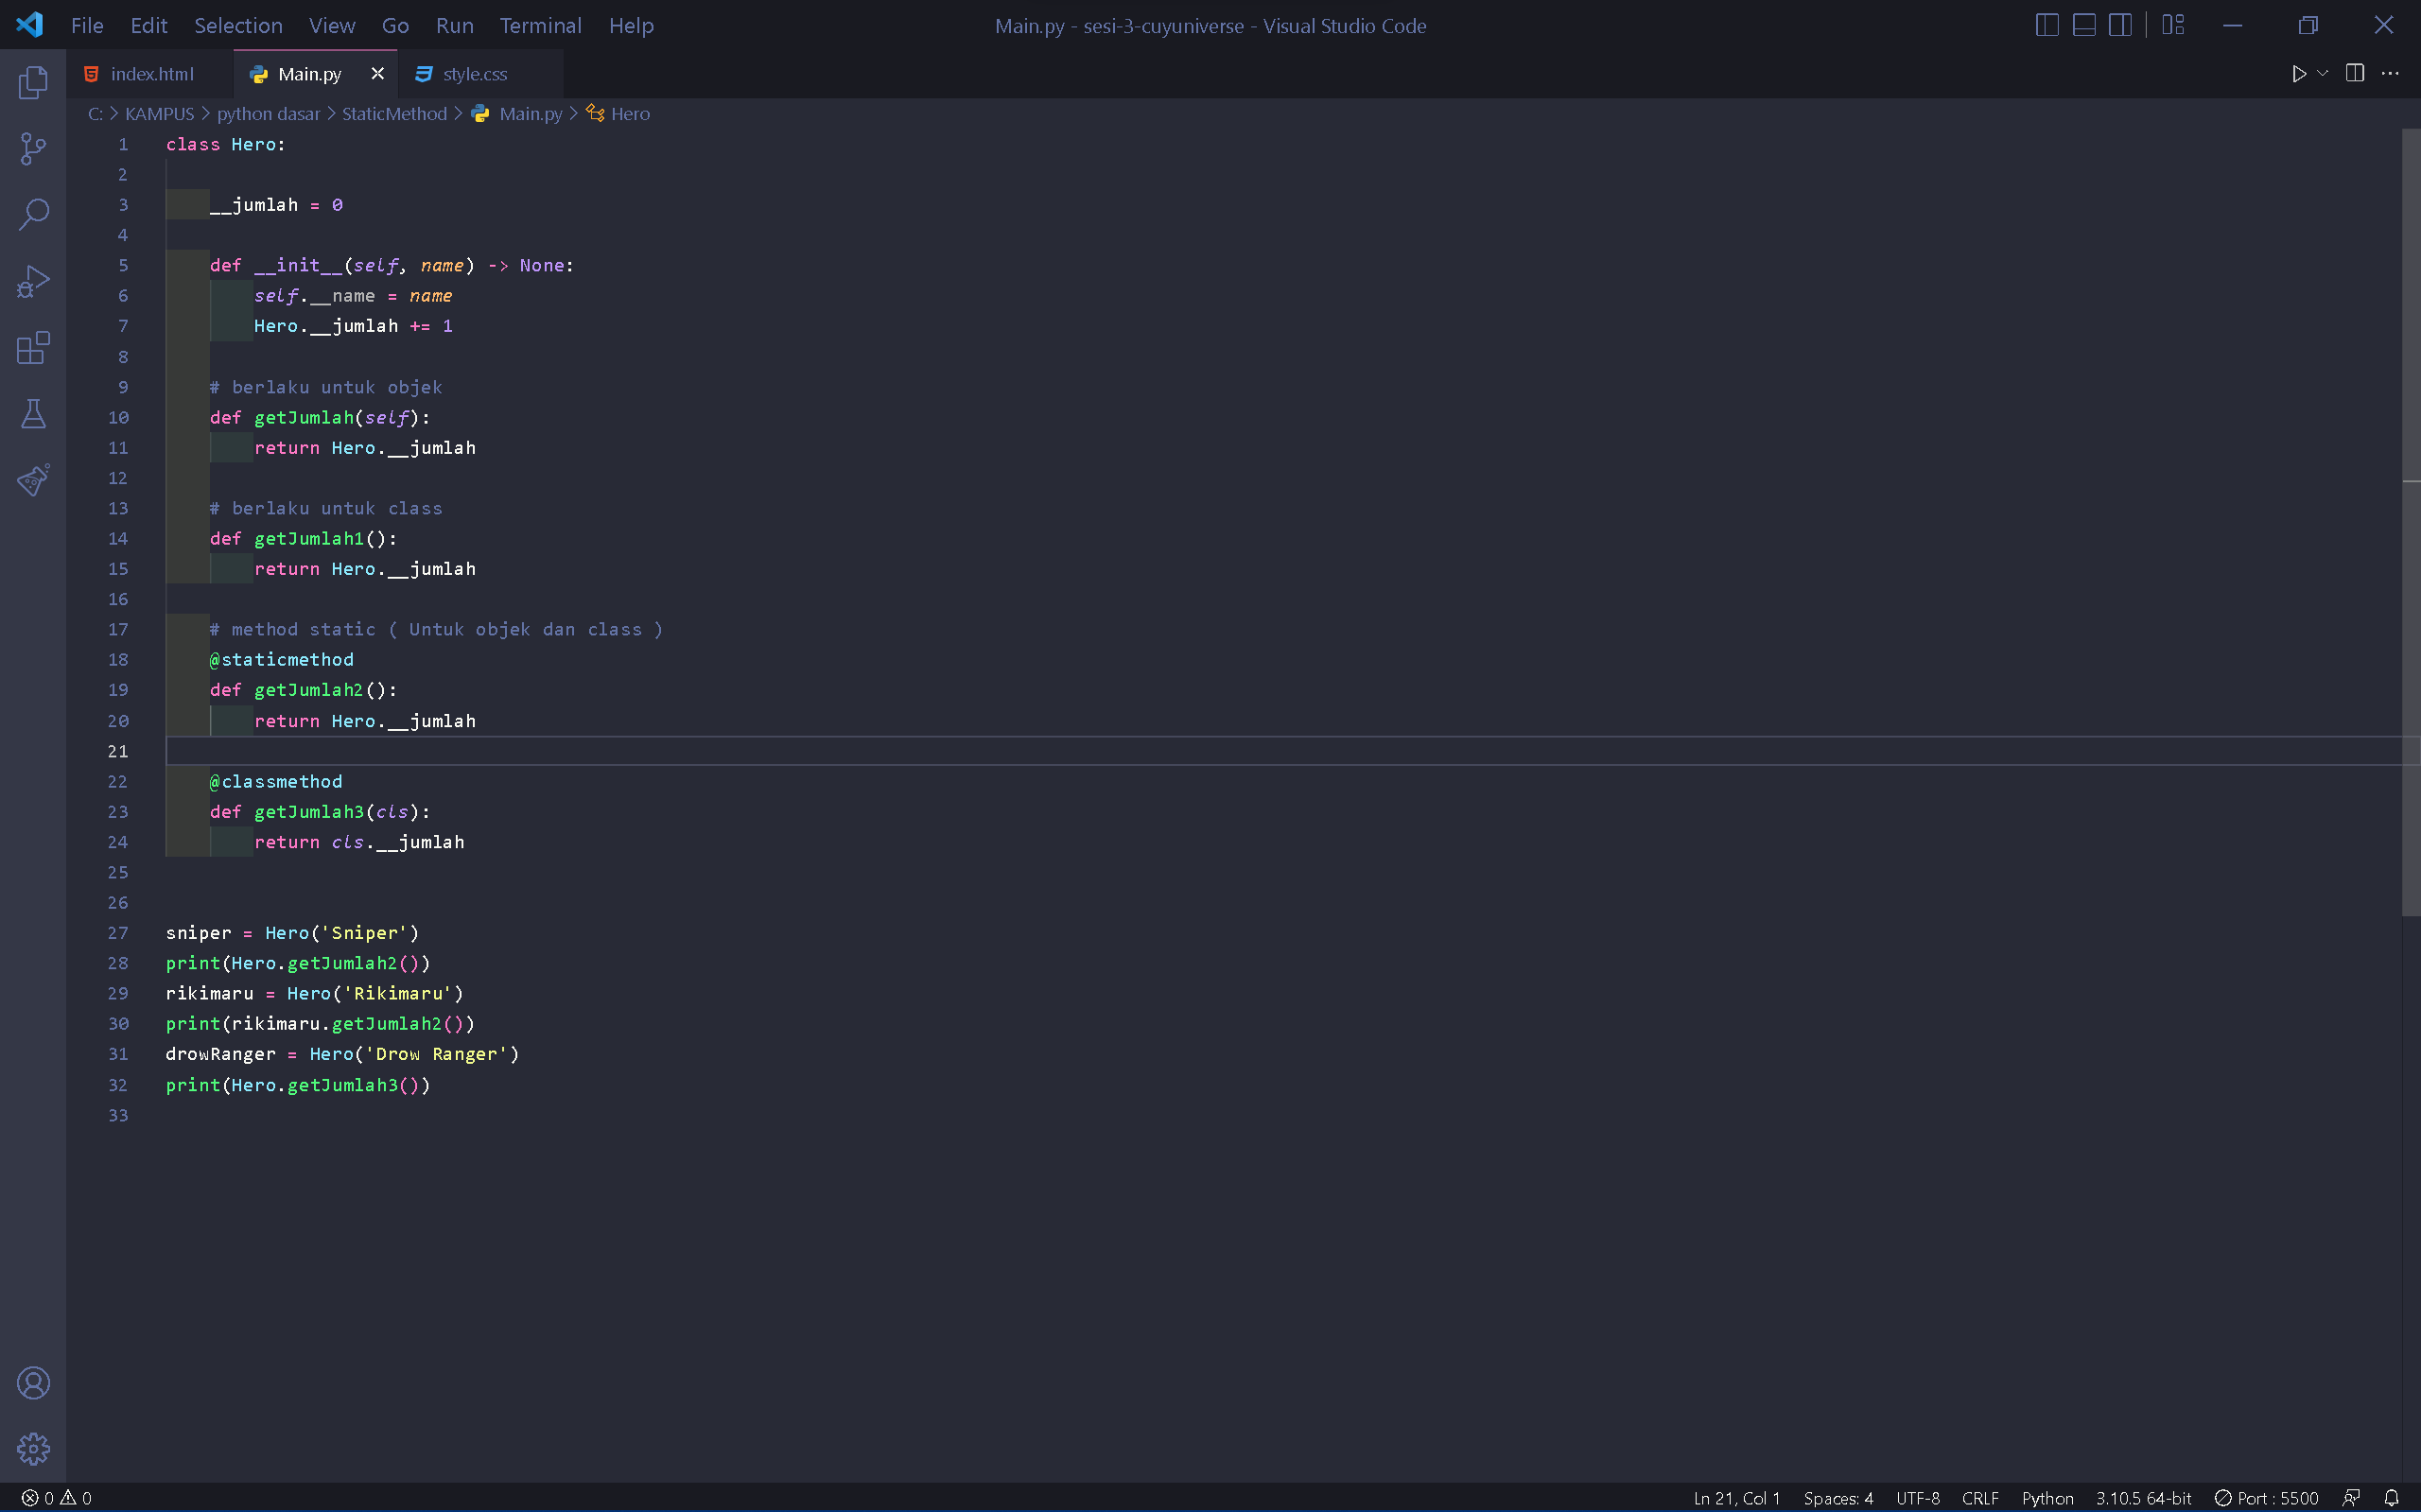 File Edit Selection View Go Run Terminal Help Main.py - sesi-3-cuyuniverse - Visual Studio Code
index.html Main.py style.css
C: > KAMPUS > python dasar > StaticMethod > Main.py > Hero
1 class Hero:
2
3     __jumlah = 0
4
5     def __init__(self, name) -> None:
6         self.__name = name
7         Hero.__jumlah += 1
8
9     # berlaku untuk objek
10     def getJumlah(self):
11         return Hero.__jumlah
12
13     # berlaku untuk class
14     def getJumlah1():
15         return Hero.__jumlah
16
17     # method static ( Untuk objek dan class )
18     @staticmethod
19     def getJumlah2():
20         return Hero.__jumlah
21
22     @classmethod
23     def getJumlah3(cls):
24         return cls.__jumlah
25
26
27 sniper = Hero('Sniper')
28 print(Hero.getJumlah2())
29 rikimaru = Hero('Rikimaru')
30 print(rikimaru.getJumlah2())
31 drowRanger = Hero('Drow Ranger')
32 print(Hero.getJumlah3())
33
0 0 Ln 21, Col 1 Spaces: 4 UTF-8 CRLF Python 3.10.5 64-bit Port : 5500